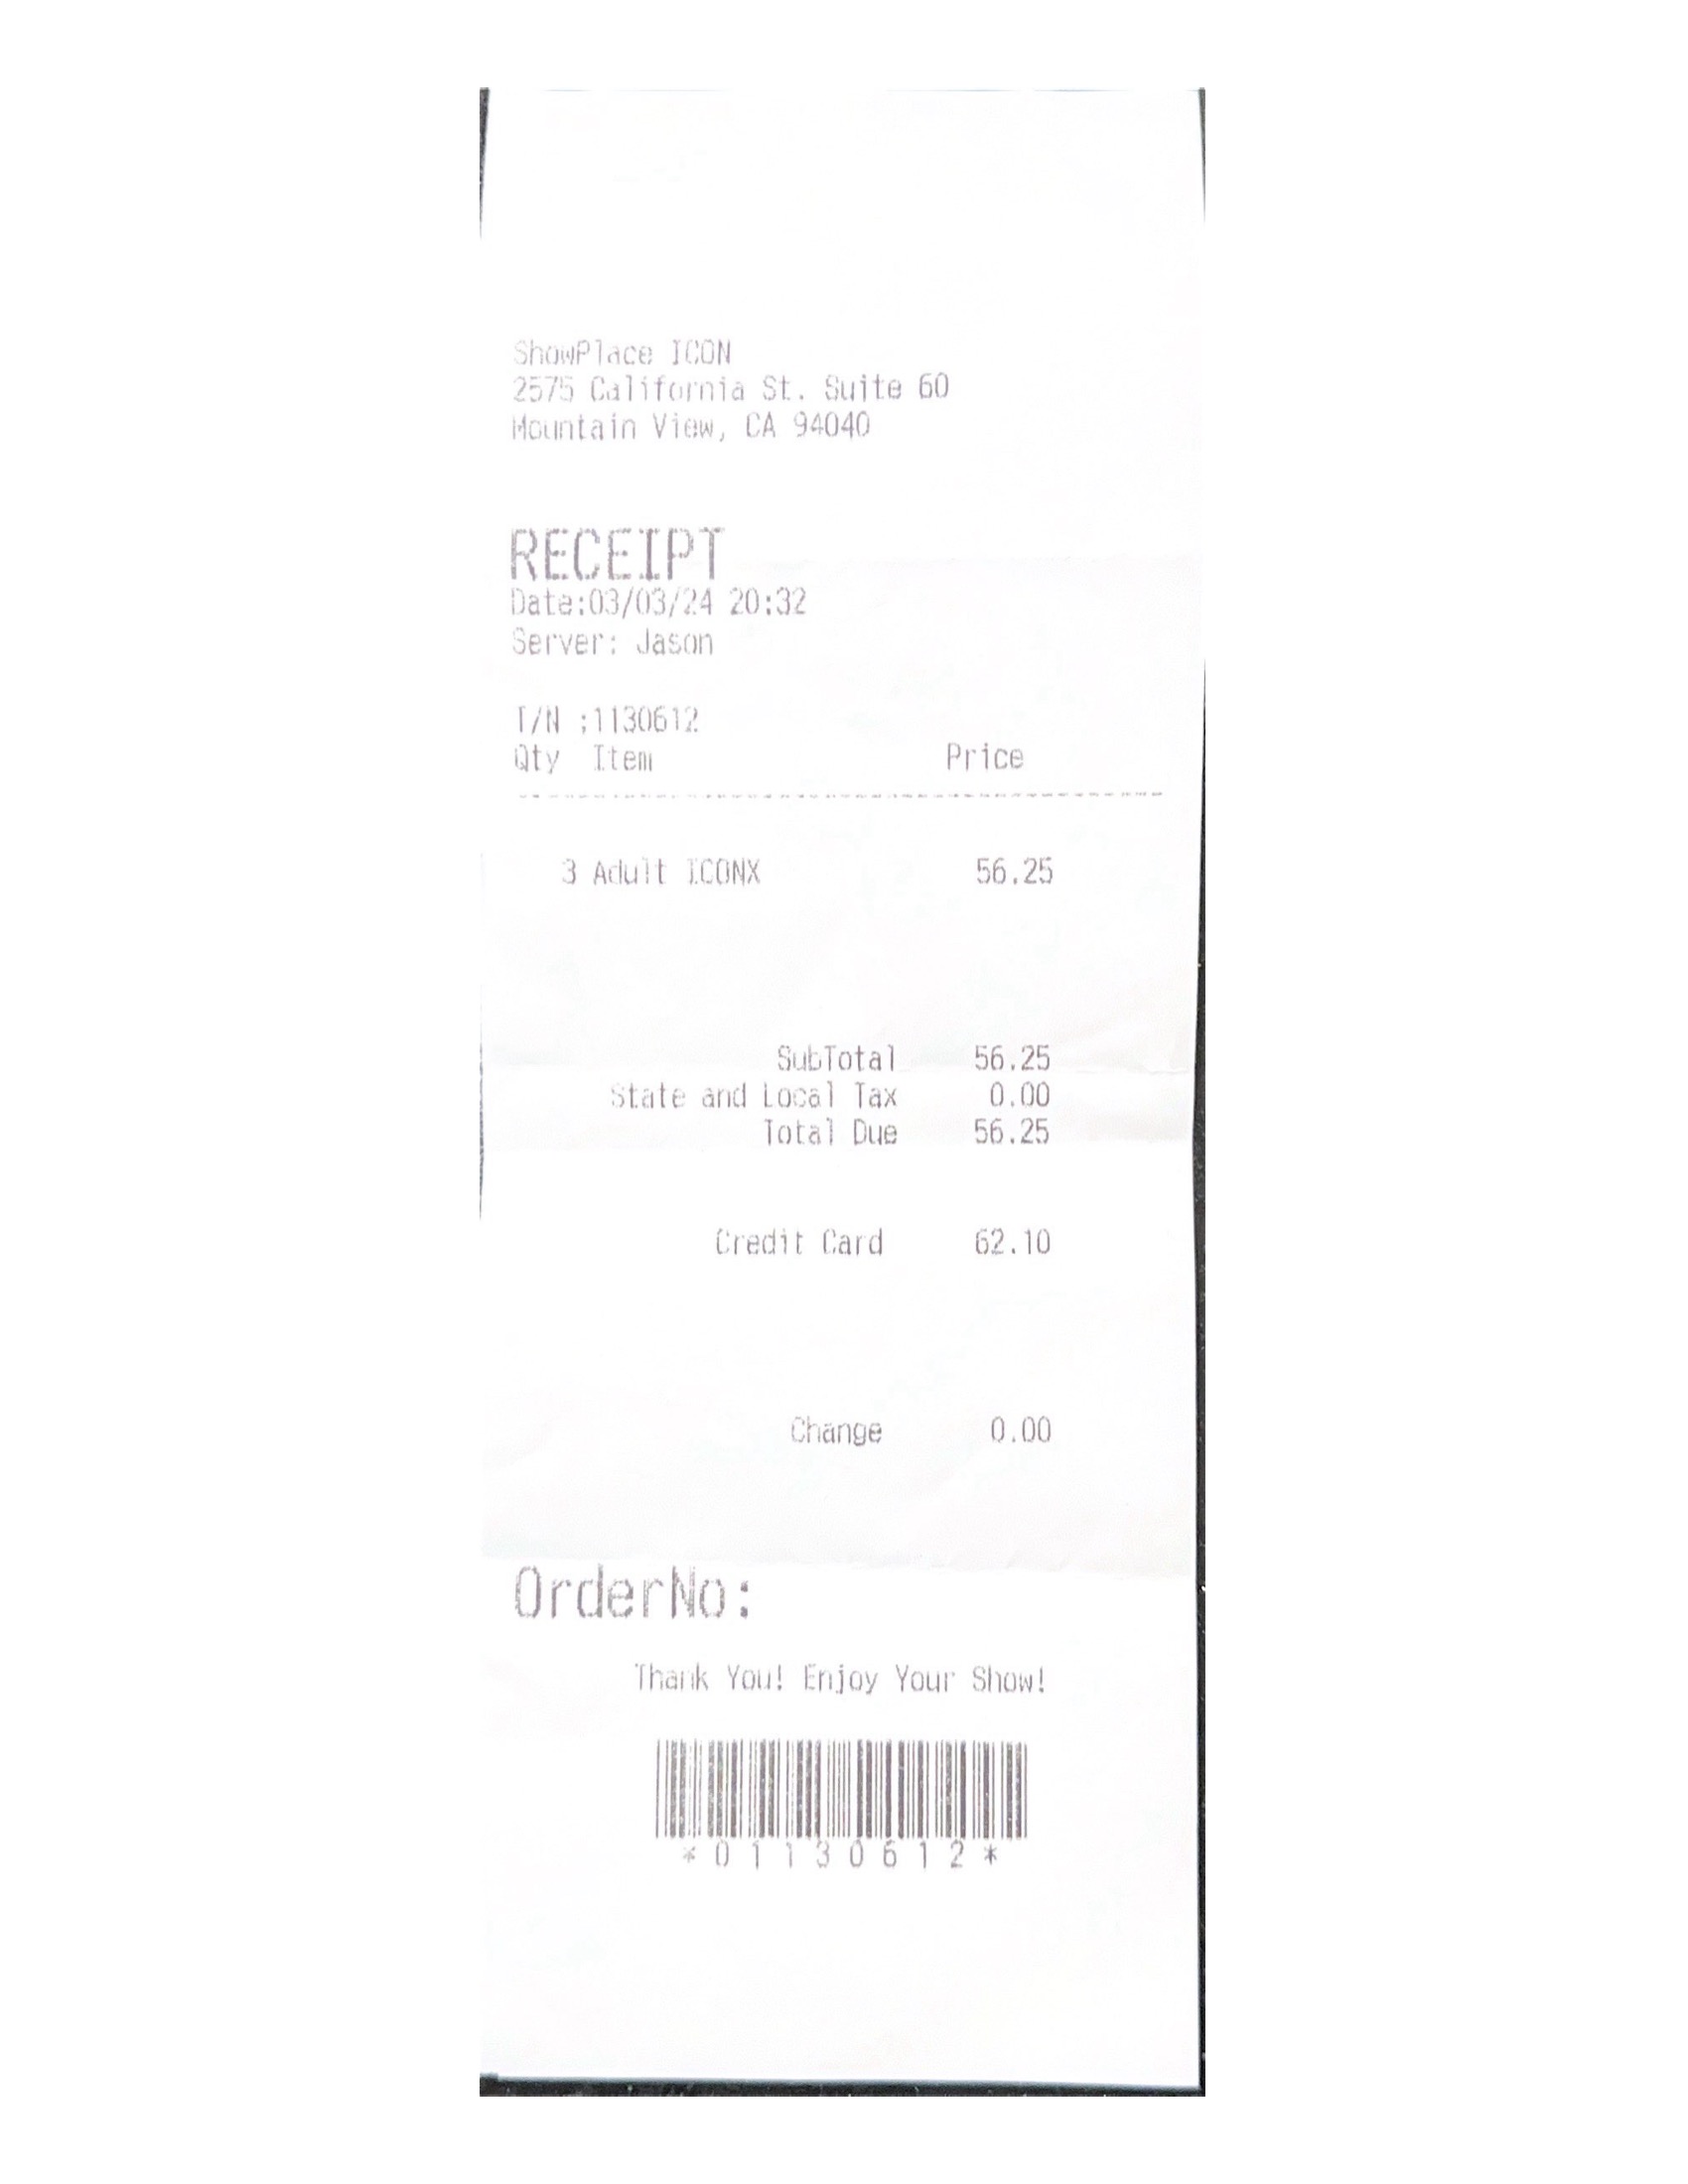 ShowPlace ICON
2575 California St. Suite 60
Mountain View, CA 94040
RECEIPT
Date:03/03/24 20:32
Server: Jason
T/N :1130612
Qty Item Price
3 Adult ICONX 56.25
SubTotal 56.25
State and Local Tax 0.00
Total Due 56.25
Credit Card 62.10
Change 0.00
OrderNo:
Thank You! Enjoy Your Show!
*01130612*